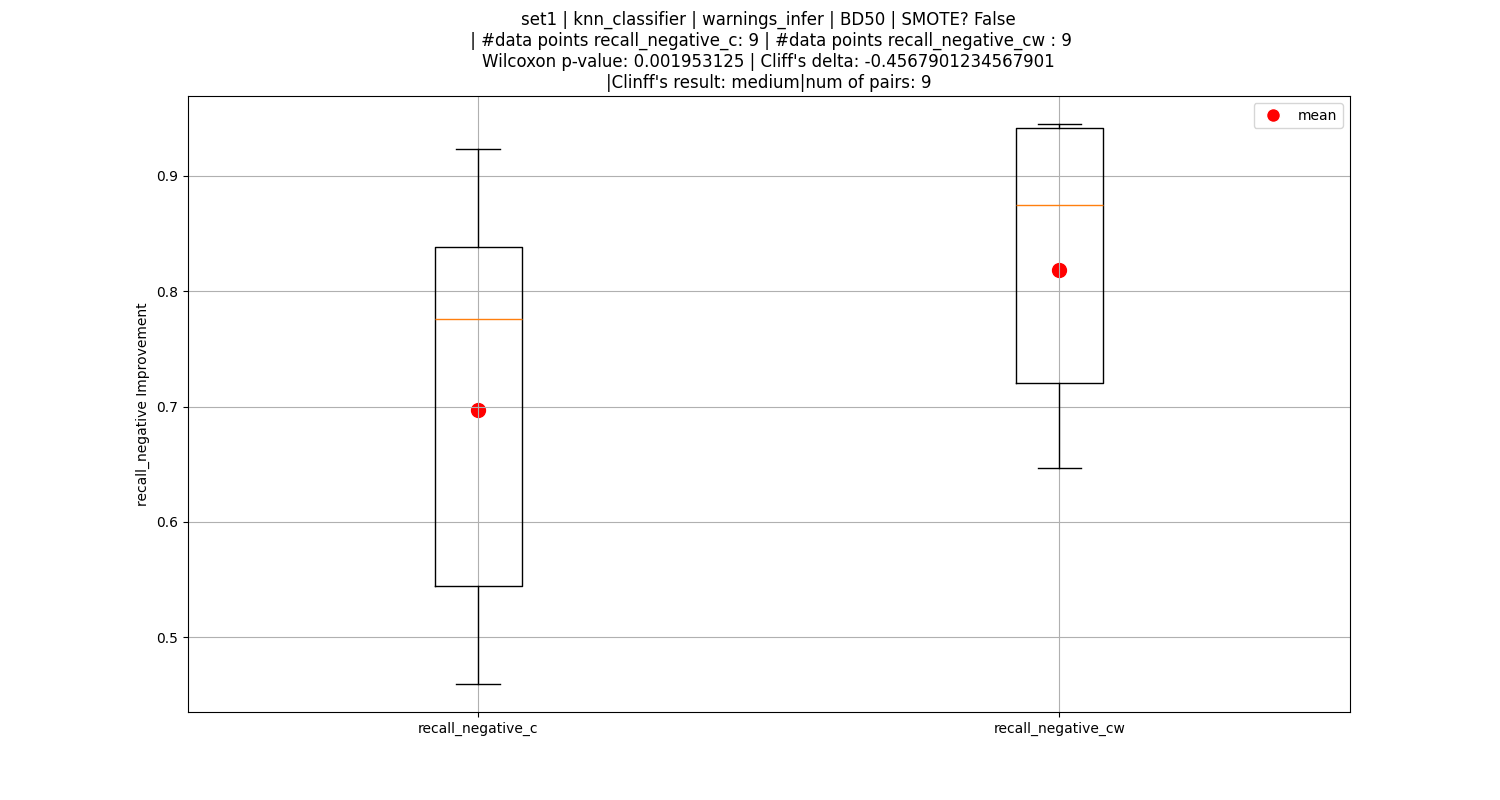 set1 | knn_classifier | warnings_infer | BD50 | SMOTE? False
| #data points recall_negative_c: 9 | #data points recall_negative_cw : 9
Wilcoxon p-value: 0.001953125 | Cliff's delta: -0.4567901234567901
|Clinff's result: medium|num of pairs: 9
mean
0.9
0.8
0.7
0.6
0.5
recall_negative Improvement
recall_negative_c
recall_negative_cw